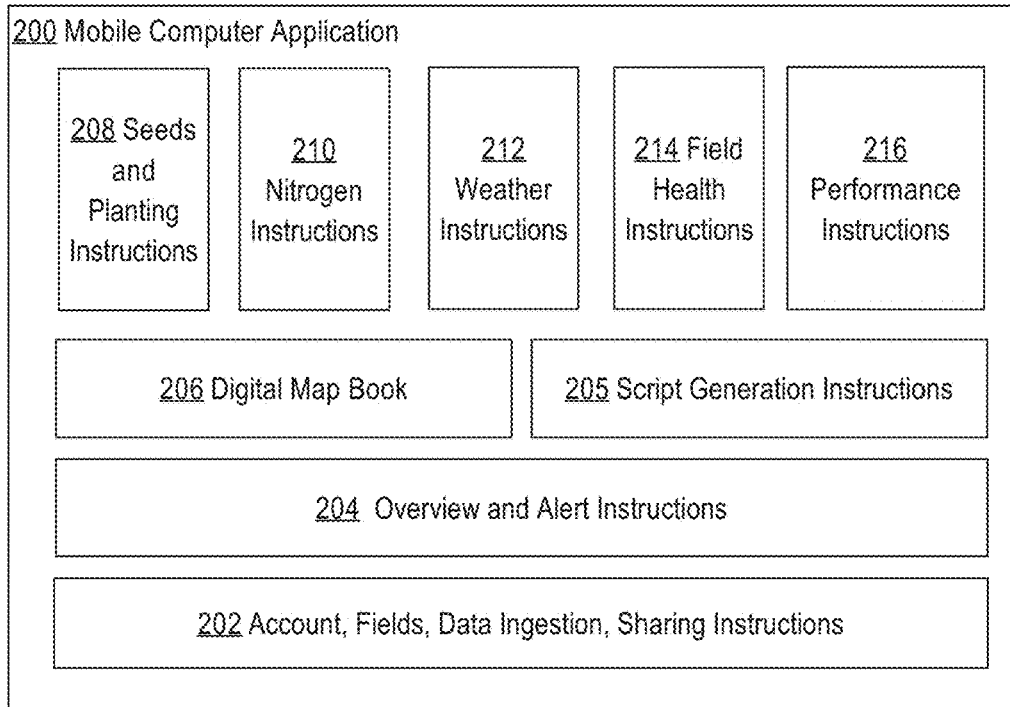 200 Mobile Computer Application
208 Seeds
and
Planting
Instructions
210
Nitrogen
Instructions
212
Weather
Instructions
214 Field
Health
Instructions
216
Performance
Instructions
206 Digital Map Book
205 Script Generation Instructions
204 Overview and Alert Instructions
202 Account, Fields, Data Ingestion, Sharing Instructions